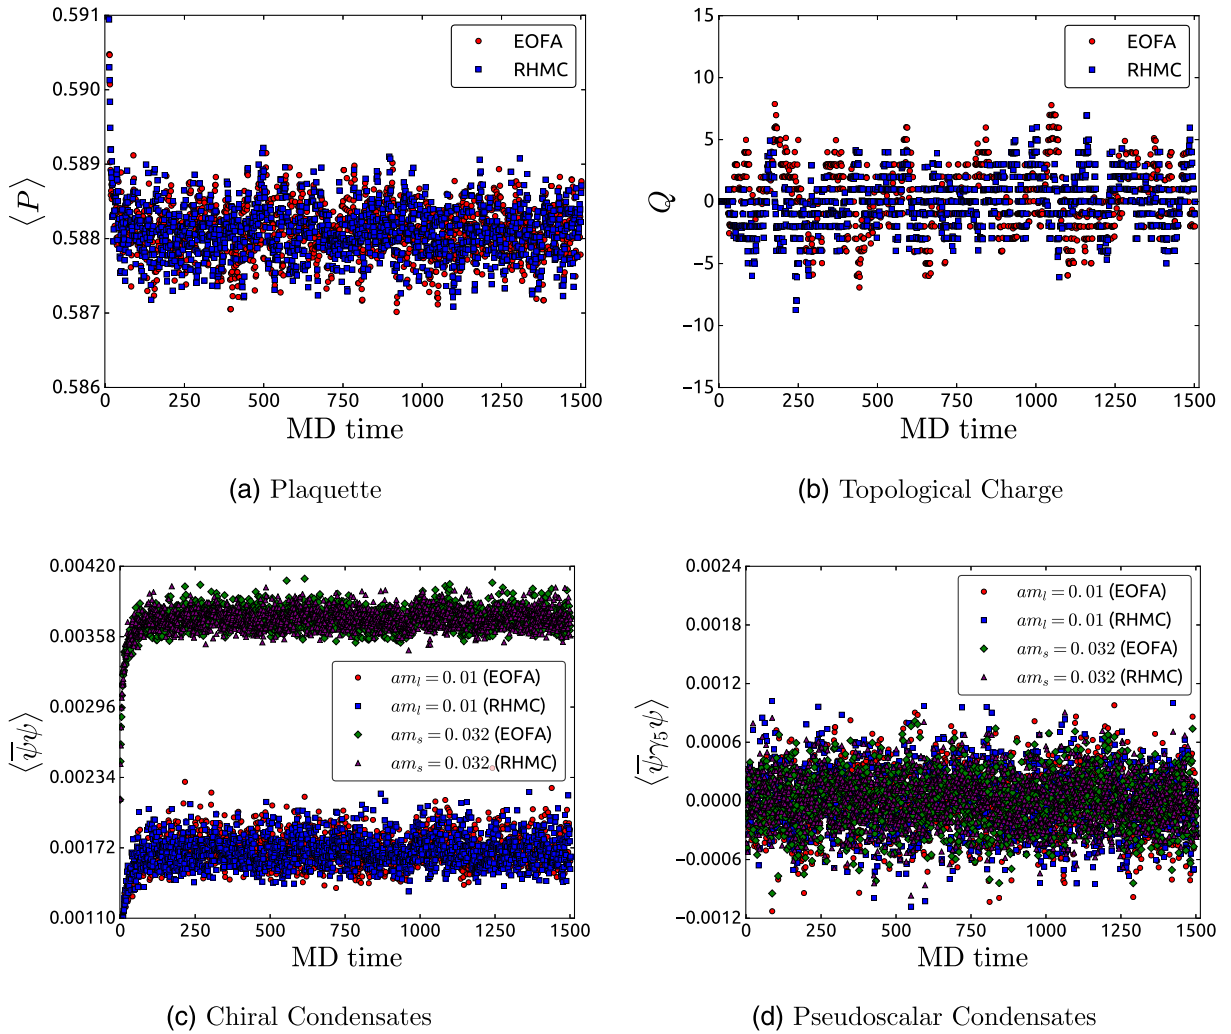 0.591
0.590
0.589
0.588
0.587
0.586
⟨P⟩
EOFA
RHMC
0 250 500 750 1000 1250 1500
MD time
(a) Plaquette
15
10
5
0
−5
−10
−15
Q
EOFA
RHMC
0 250 500 750 1000 1250 1500
MD time
(b) Topological Charge
0.00420
0.00358
0.00296
0.00234
0.00172
0.00110
⟨ψ̅ψ⟩
am_l = 0.01 (EOFA)
am_l = 0.01 (RHMC)
am_s = 0.032 (EOFA)
am_s = 0.032 (RHMC)
0 250 500 750 1000 1250 1500
MD time
(c) Chiral Condensates
0.0024
0.0018
0.0012
0.0006
0.0000
−0.0006
−0.0012
⟨ψ̅γ₅ψ⟩
am_l = 0.01 (EOFA)
am_l = 0.01 (RHMC)
am_s = 0.032 (EOFA)
am_s = 0.032 (RHMC)
0 250 500 750 1000 1250 1500
MD time
(d) Pseudoscalar Condensates